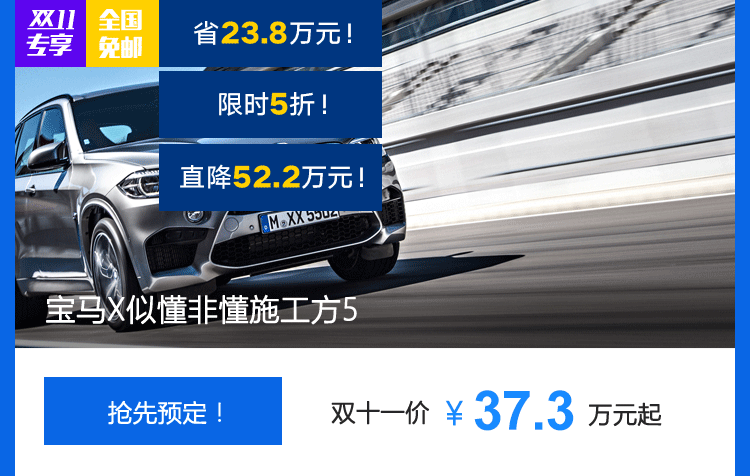 双11
专享
全国
免邮
省23.8万元！
限时5折！
直降52.2万元！
宝马X似懂非懂施工方5
抢先预定！
双十一价 ￥37.3 万元起